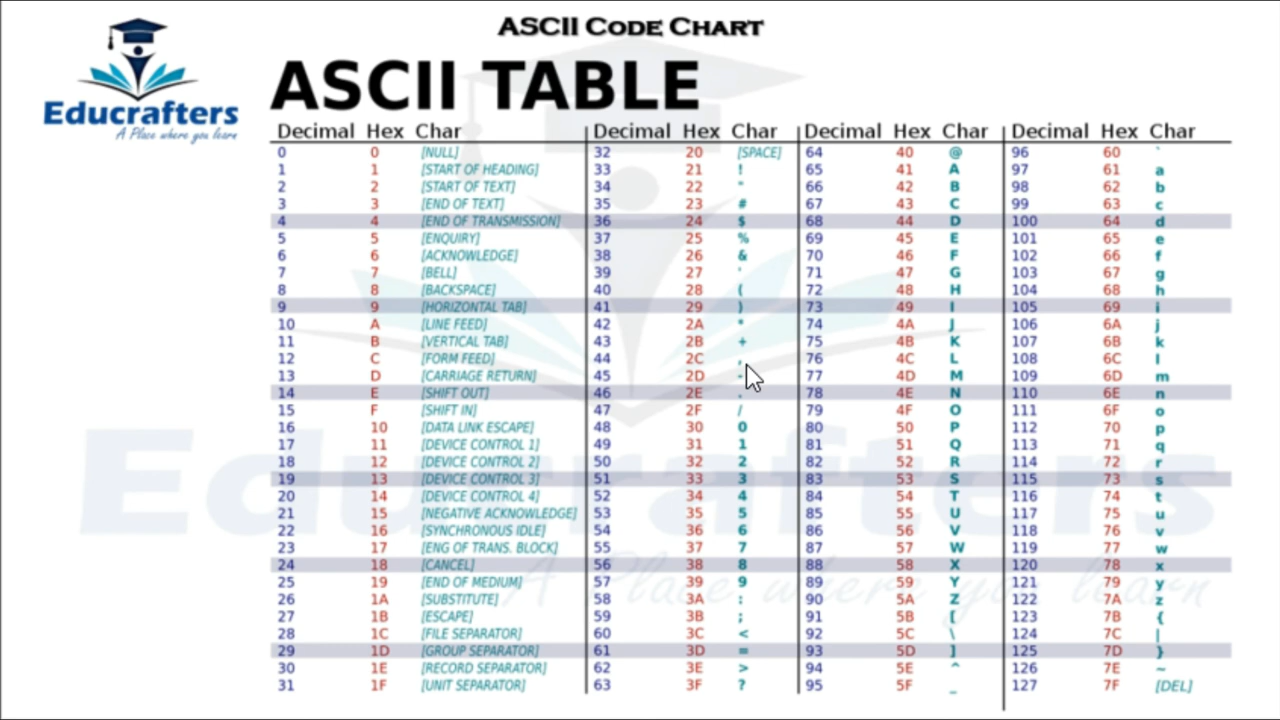 ASCII Code Chart
Educrafters
A Place where you learn
ASCII TABLE
Decimal Hex Char Decimal Hex Char Decimal Hex Char Decimal Hex Char
0 0 [NULL] 32 20 [SPACE] 64 40 @ 96 60 `
1 1 [START OF HEADING] 33 21 ! 65 41 A 97 61 a
2 2 [START OF TEXT] 34 22 " 66 42 B 98 62 b
3 3 [END OF TEXT] 35 23 # 67 43 C 99 63 c
4 4 [END OF TRANSMISSION] 36 24 $ 68 44 D 100 64 d
5 5 [ENQUIRY] 37 25 % 69 45 E 101 65 e
6 6 [ACKNOWLEDGE] 38 26 & 70 46 F 102 66 f
7 7 [BELL] 39 27 ' 71 47 G 103 67 g
8 8 [BACKSPACE] 40 28 ( 72 48 H 104 68 h
9 9 [HORIZONTAL TAB] 41 29 ) 73 49 I 105 69 i
10 A [LINE FEED] 42 2A * 74 4A J 106 6A j
11 B [VERTICAL TAB] 43 2B + 75 4B K 107 6B k
12 C [FORM FEED] 44 2C , 76 4C L 108 6C l
13 D [CARRIAGE RETURN] 45 2D - 77 4D M 109 6D m
14 E [SHIFT OUT] 46 2E . 78 4E N 110 6E n
15 F [SHIFT IN] 47 2F / 79 4F O 111 6F o
16 10 [DATA LINK ESCAPE] 48 30 0 80 50 P 112 70 p
17 11 [DEVICE CONTROL 1] 49 31 1 81 51 Q 113 71 q
18 12 [DEVICE CONTROL 2] 50 32 2 82 52 R 114 72 r
19 13 [DEVICE CONTROL 3] 51 33 3 83 53 S 115 73 s
20 14 [DEVICE CONTROL 4] 52 34 4 84 54 T 116 74 t
21 15 [NEGATIVE ACKNOWLEDGE] 53 35 5 85 55 U 117 75 u
22 16 [SYNCHRONOUS IDLE] 54 36 6 86 56 V 118 76 v
23 17 [ENG OF TRANS. BLOCK] 55 37 7 87 57 W 119 77 w
24 18 [CANCEL] 56 38 8 88 58 X 120 78 x
25 19 [END OF MEDIUM] 57 39 9 89 59 Y 121 79 y
26 1A [SUBSTITUTE] 58 3A : 90 5A Z 122 7A z
27 1B [ESCAPE] 59 3B ; 91 5B [ 123 7B {
28 1C [FILE SEPARATOR] 60 3C < 92 5C \ 124 7C |
29 1D [GROUP SEPARATOR] 61 3D = 93 5D ] 125 7D }
30 1E [RECORD SEPARATOR] 62 3E > 94 5E ^ 126 7E ~
31 1F [UNIT SEPARATOR] 63 3F ? 95 5F _ 127 7F [DEL]
Educrafters
A Place where you learn